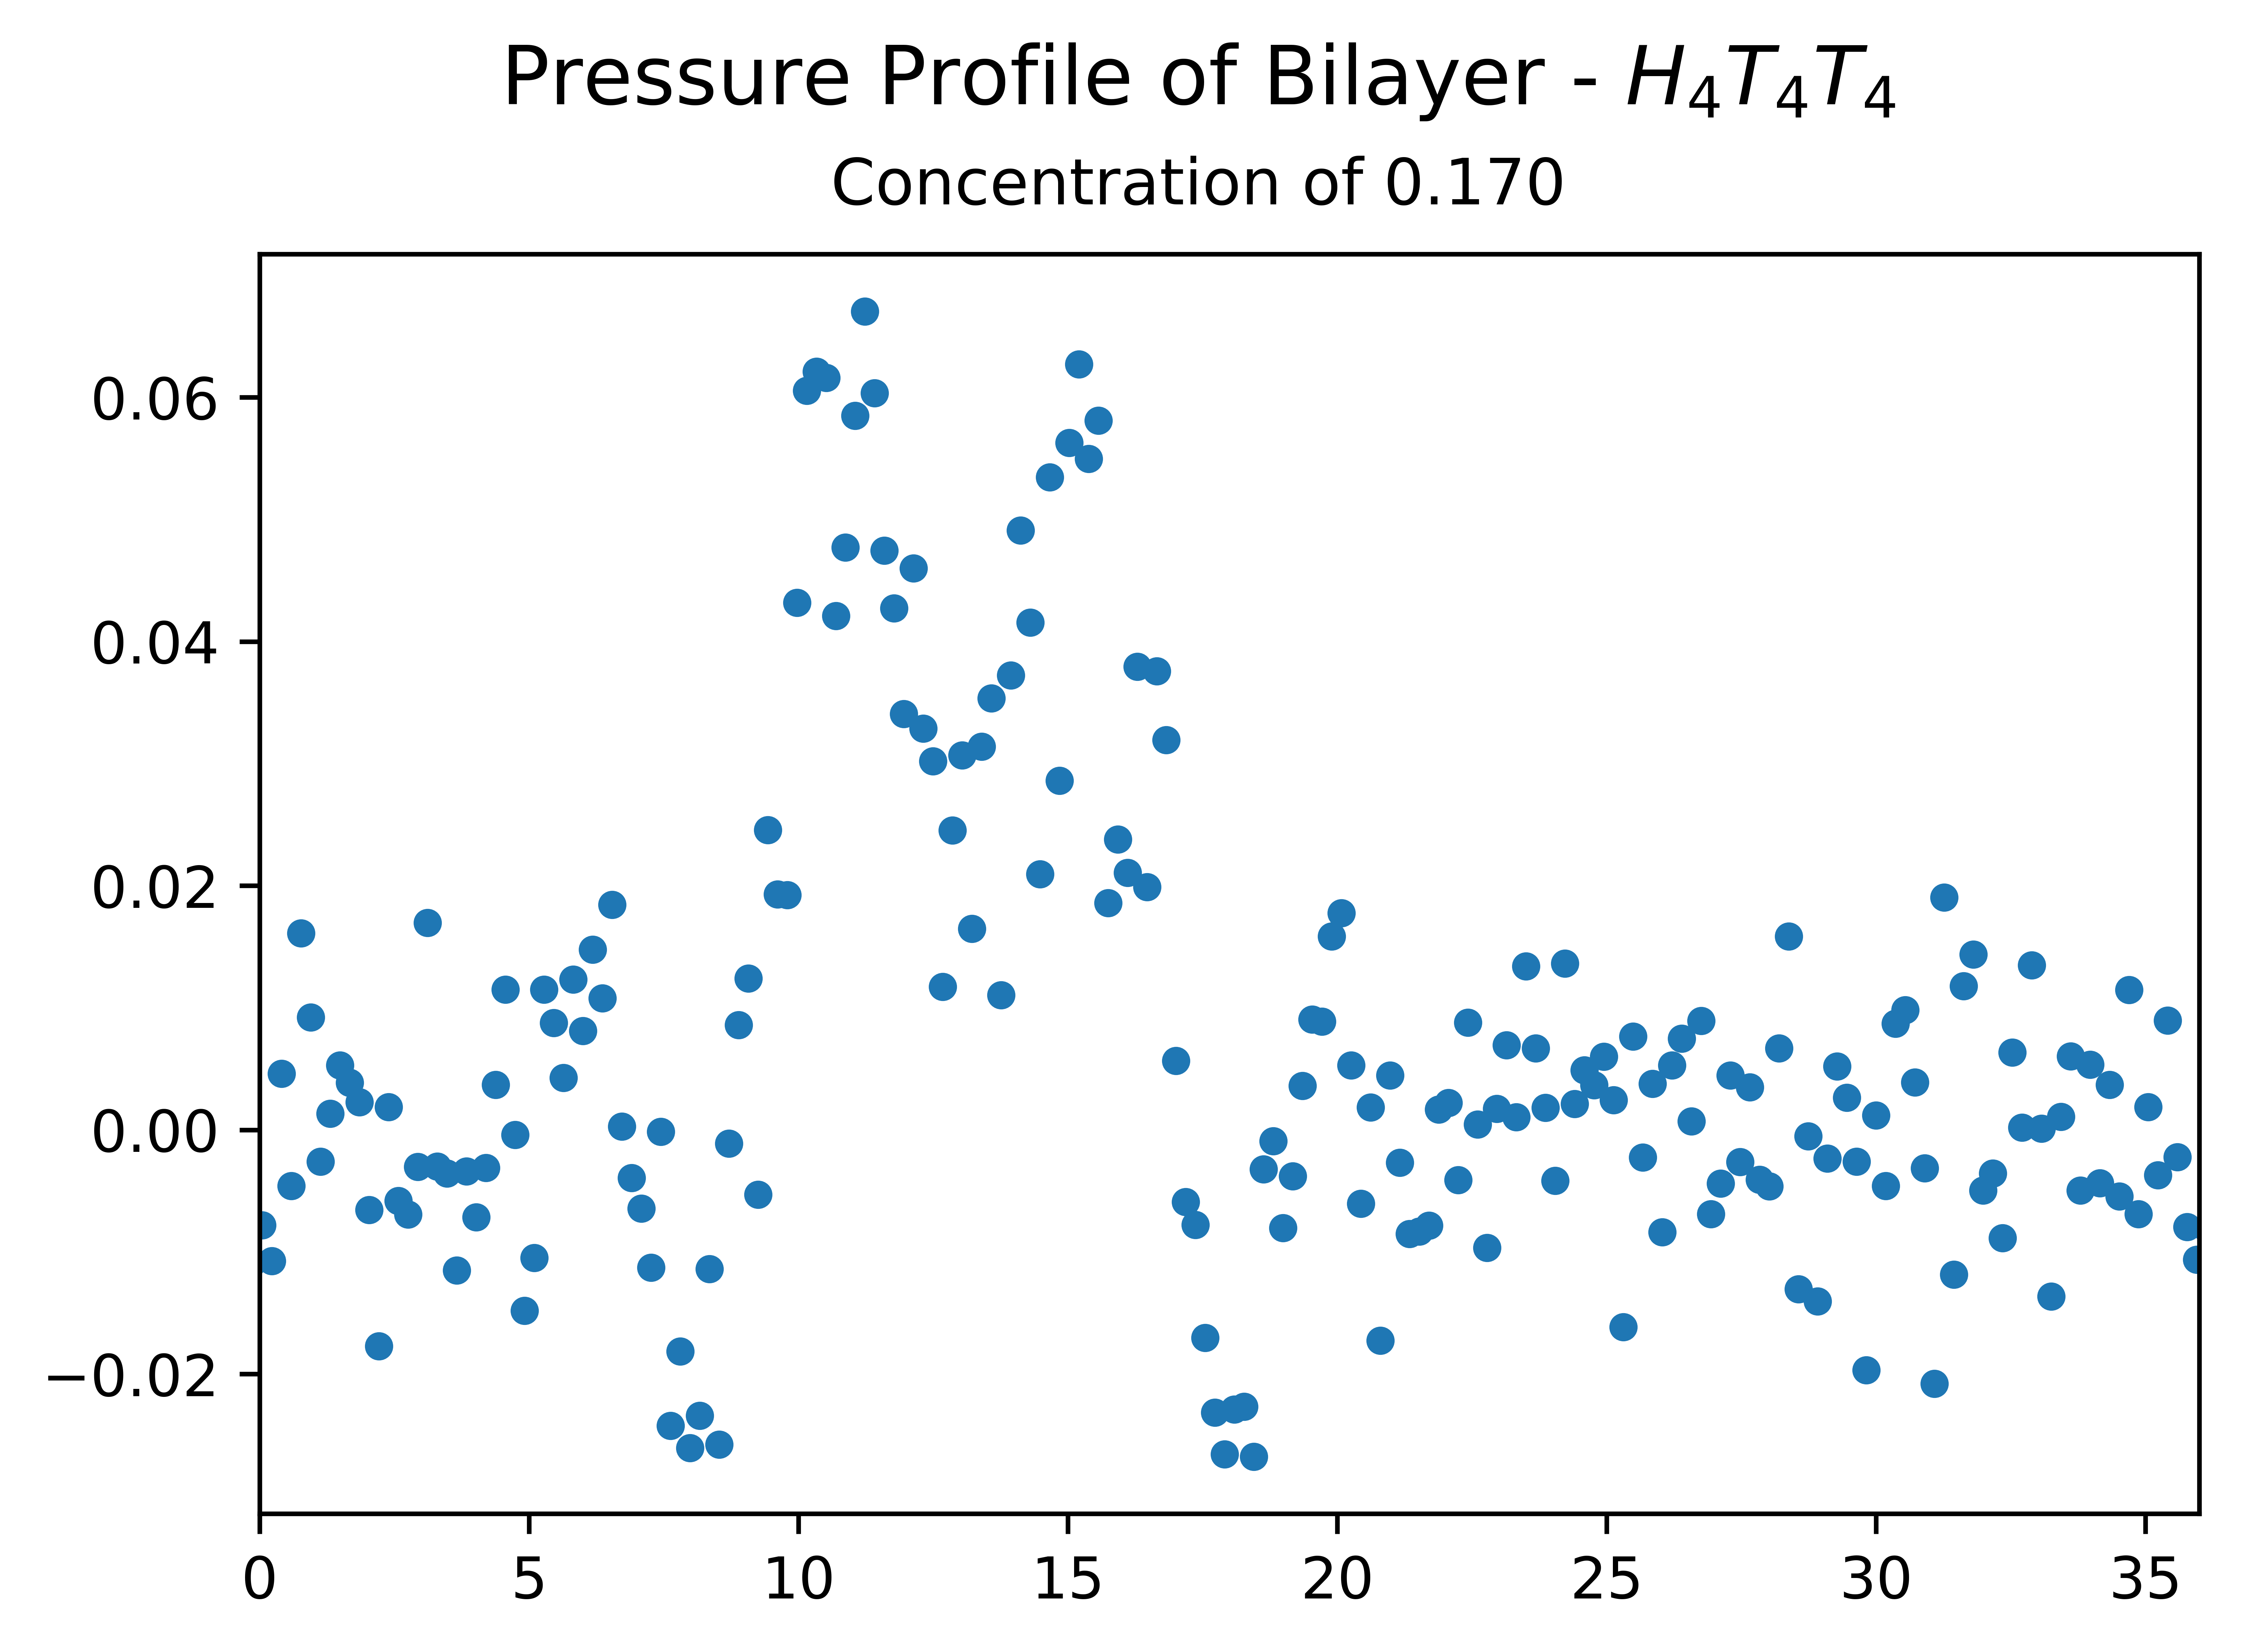 Pressure Profile of Bilayer - H₄T₄T₄
Concentration of 0.170
0.06
0.04
0.02
0.00
−0.02
0 5 10 15 20 25 30 35